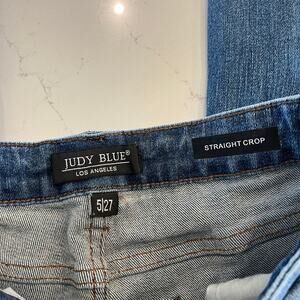 JUDY BLUE®
LOS ANGELES
STRAIGHT CROP
5|27